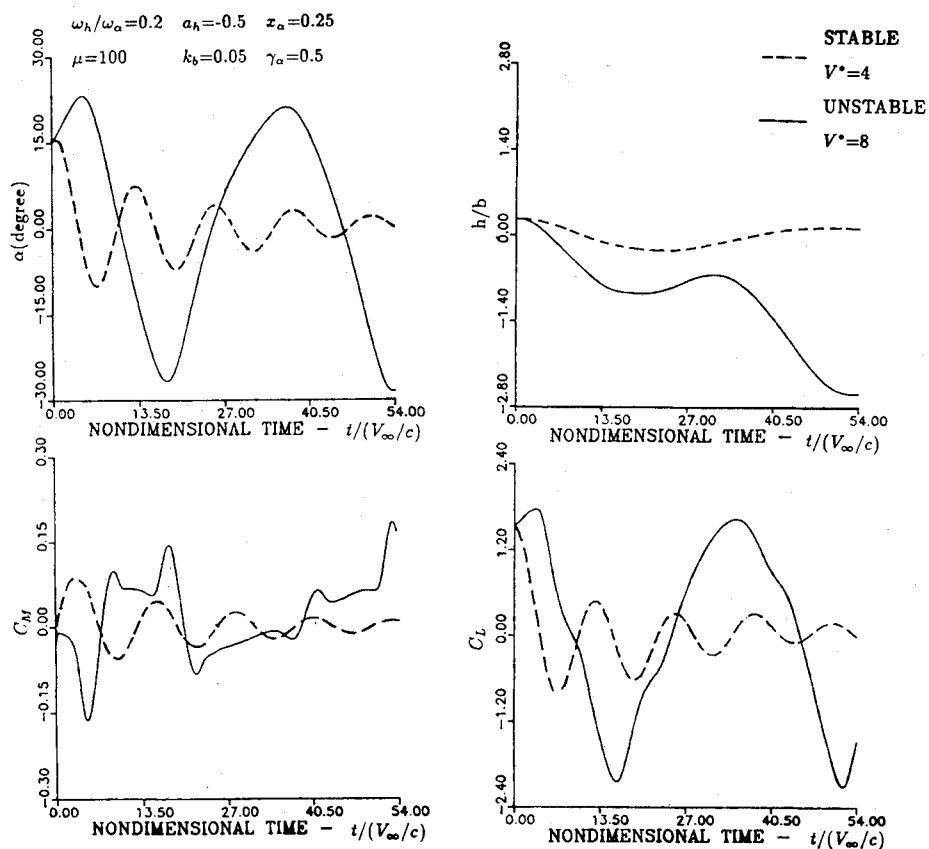 ω_h/ω_α=0.2 a_h=-0.5 x_α=0.25
μ=100 k_b=0.05 γ_α=0.5
30.00
15.00
0.00
-15.00
-30.00
α(degree)
0.00 13.50 27.00 40.50 54.00
NONDIMENSIONAL TIME - t/(V_∞/c)
STABLE
V*=4
UNSTABLE
V*=8
2.80
1.40
0.00
-1.40
-2.80
h/b
0.00 13.50 27.00 40.50 54.00
NONDIMENSIONAL TIME - t/(V_∞/c)
0.30
0.15
0.00
-0.15
-0.30
C_M
0.00 13.50 27.00 40.50 54.00
NONDIMENSIONAL TIME - t/(V_∞/c)
2.40
1.20
0.00
-1.20
-2.40
C_L
0.00 13.50 27.00 40.50 54.00
NONDIMENSIONAL TIME - t/(V_∞/c)